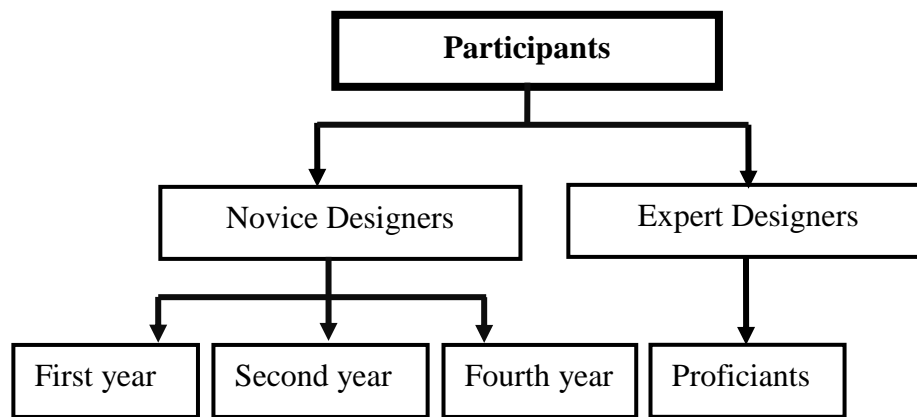 Participants
Novice Designers
Expert Designers
First year
Second year
Fourth year
Proficiants